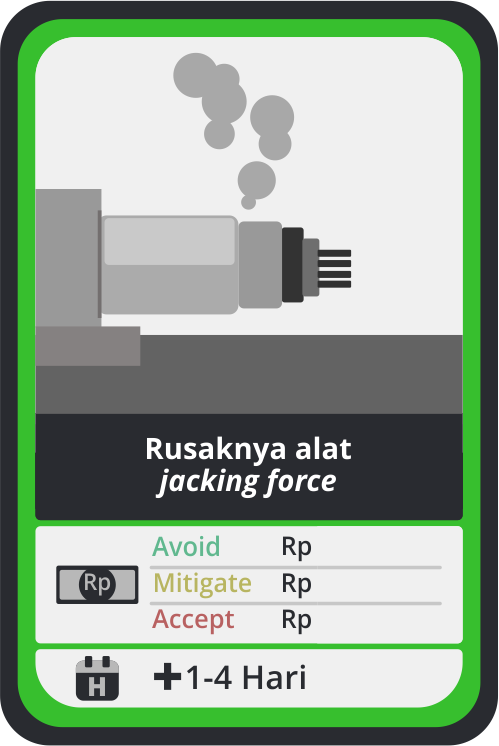 Rusaknya alat
jacking force
Rp
Avoid Rp
Mitigate Rp
Accept Rp
H
+1-4 Hari